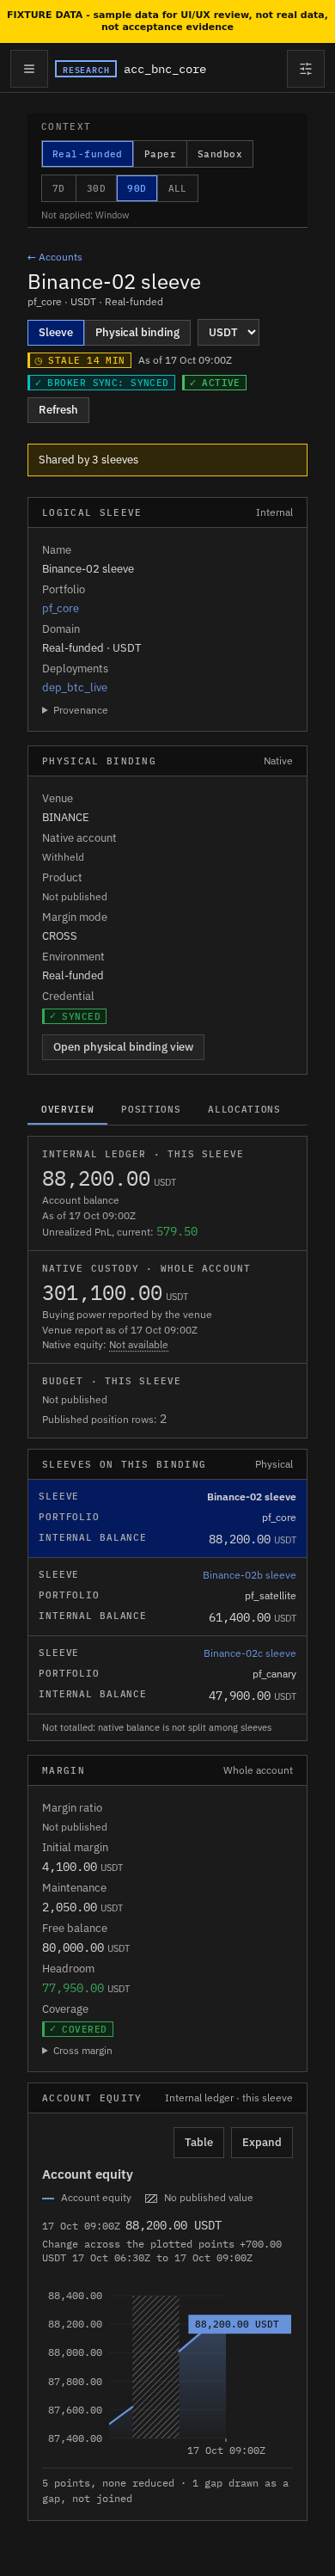 FIXTURE DATA - sample data for UI/UX review, not real data,
not acceptance evidence
RESEARCH acc_bnc_core
CONTEXT
Real-funded Paper Sandbox
7D 30D 90D ALL
Not applied: Window
← Accounts
Binance-02 sleeve
pf_core · USDT · Real-funded
Sleeve Physical binding USDT
STALE 14 MIN As of 17 Oct 09:00Z
✓ BROKER SYNC: SYNCED ✓ ACTIVE
Refresh
Shared by 3 sleeves
LOGICAL SLEEVE Internal
Name
Binance-02 sleeve
Portfolio
pf_core
Domain
Real-funded · USDT
Deployments
dep_btc_live
▶ Provenance
PHYSICAL BINDING Native
Venue
BINANCE
Native account
Withheld
Product
Not published
Margin mode
CROSS
Environment
Real-funded
Credential
✓ SYNCED
Open physical binding view
OVERVIEW POSITIONS ALLOCATIONS
INTERNAL LEDGER · THIS SLEEVE
88,200.00 USDT
Account balance
As of 17 Oct 09:00Z
Unrealized PnL, current: 579.50
NATIVE CUSTODY · WHOLE ACCOUNT
301,100.00 USDT
Buying power reported by the venue
Venue report as of 17 Oct 09:00Z
Native equity: Not available
BUDGET · THIS SLEEVE
Not published
Published position rows: 2
SLEEVES ON THIS BINDING Physical
SLEEVE Binance-02 sleeve
PORTFOLIO pf_core
INTERNAL BALANCE 88,200.00 USDT
SLEEVE Binance-02b sleeve
PORTFOLIO pf_satellite
INTERNAL BALANCE 61,400.00 USDT
SLEEVE Binance-02c sleeve
PORTFOLIO pf_canary
INTERNAL BALANCE 47,900.00 USDT
Not totalled: native balance is not split among sleeves
MARGIN Whole account
Margin ratio
Not published
Initial margin
4,100.00 USDT
Maintenance
2,050.00 USDT
Free balance
80,000.00 USDT
Headroom
77,950.00 USDT
Coverage
✓ COVERED
▶ Cross margin
ACCOUNT EQUITY Internal ledger · this sleeve
Table Expand
Account equity
Account equity No published value
17 Oct 09:00Z 88,200.00 USDT
Change across the plotted points +700.00
USDT 17 Oct 06:30Z to 17 Oct 09:00Z
88,400.00
88,200.00 88,200.00 USDT
88,000.00
87,800.00
87,600.00
87,400.00
17 Oct 09:00Z
5 points, none reduced · 1 gap drawn as a
gap, not joined